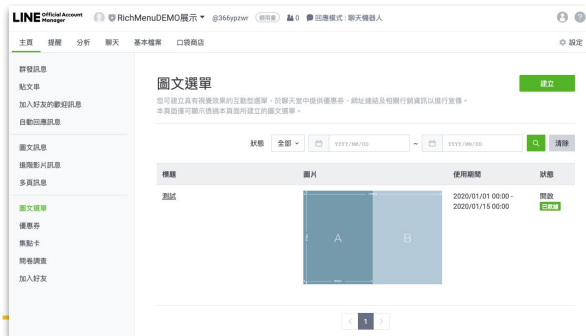 LINE Official Account Manager
RichMenuDEMO展示 @366ypzwr 輕用量 0 回應模式 : 聊天機器人
主頁 提醒 分析 聊天 基本檔案 口袋商店 設定
群發訊息
貼文串
加入好友的歡迎訊息
自動回應訊息
圖文訊息
進階影片訊息
多頁訊息
圖文選單
優惠券
集點卡
問卷調查
加入好友
圖文選單
建立
您可建立具有視覺效果的互動型選單，於聊天室中提供優惠券、網址連結及相關行銷資訊以進行宣傳。
本頁面僅可顯示透過本頁面所建立的圖文選單。
狀態 全部 YYYY/MM/DD ~ YYYY/MM/DD 清除
標題 圖片 使用期間 狀態
測試 A B 2020/01/01 00:00 - 開啟
2020/01/15 00:00
1